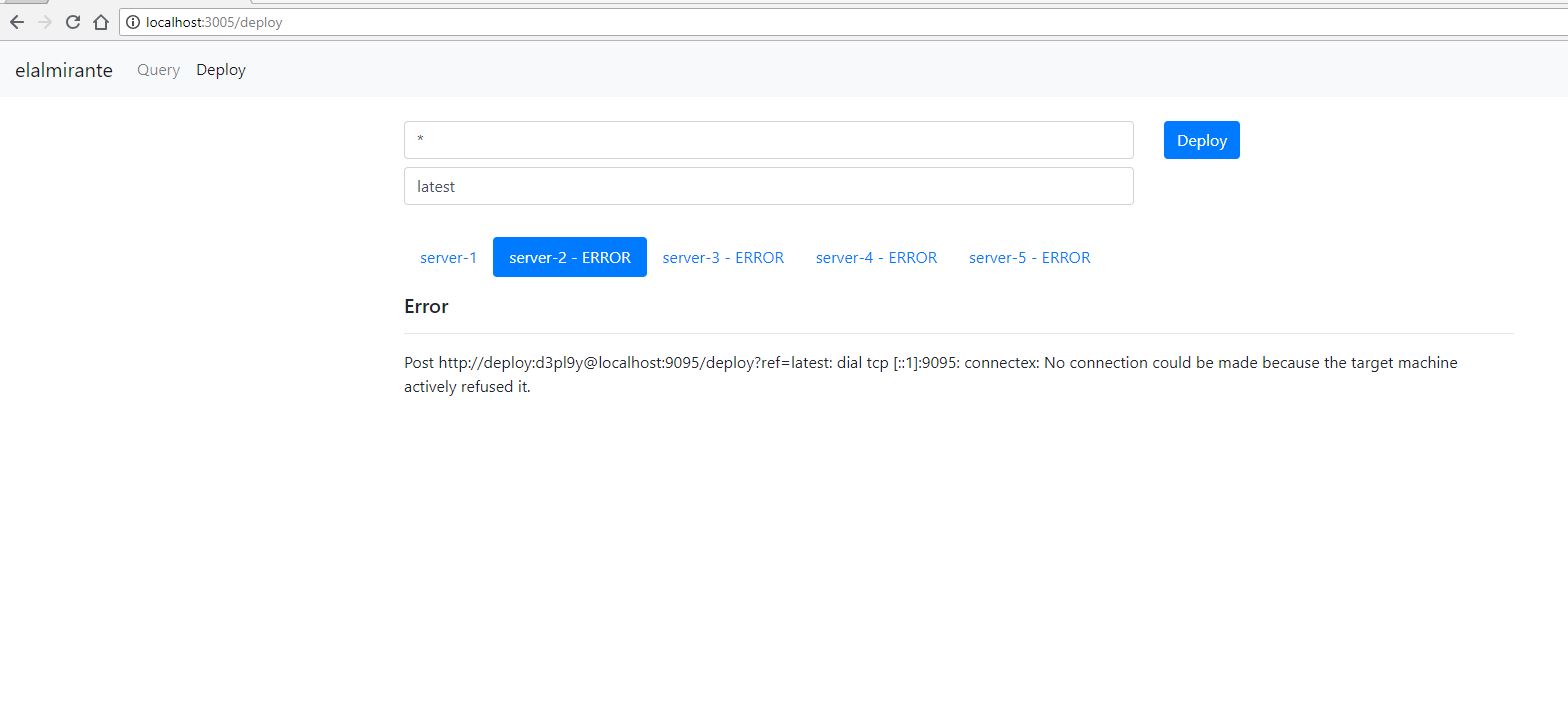 localhost:3005/deploy
elalmirante Query Deploy
* Deploy
latest
server-1 server-2 - ERROR server-3 - ERROR server-4 - ERROR server-5 - ERROR
Error
Post http://deploy:d3pl9y@localhost:9095/deploy?ref=latest: dial tcp [::1]:9095: connectex: No connection could be made because the target machine
actively refused it.